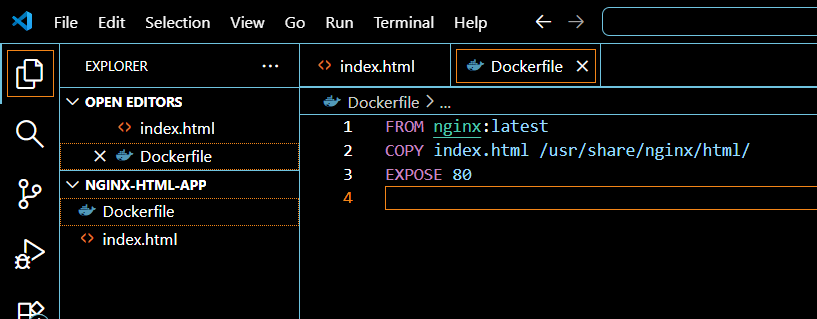 File Edit Selection View Go Run Terminal Help
EXPLORER
OPEN EDITORS
index.html
Dockerfile
NGINX-HTML-APP
Dockerfile
index.html
index.html Dockerfile
Dockerfile > ...
1 FROM nginx:latest
2 COPY index.html /usr/share/nginx/html/
3 EXPOSE 80
4